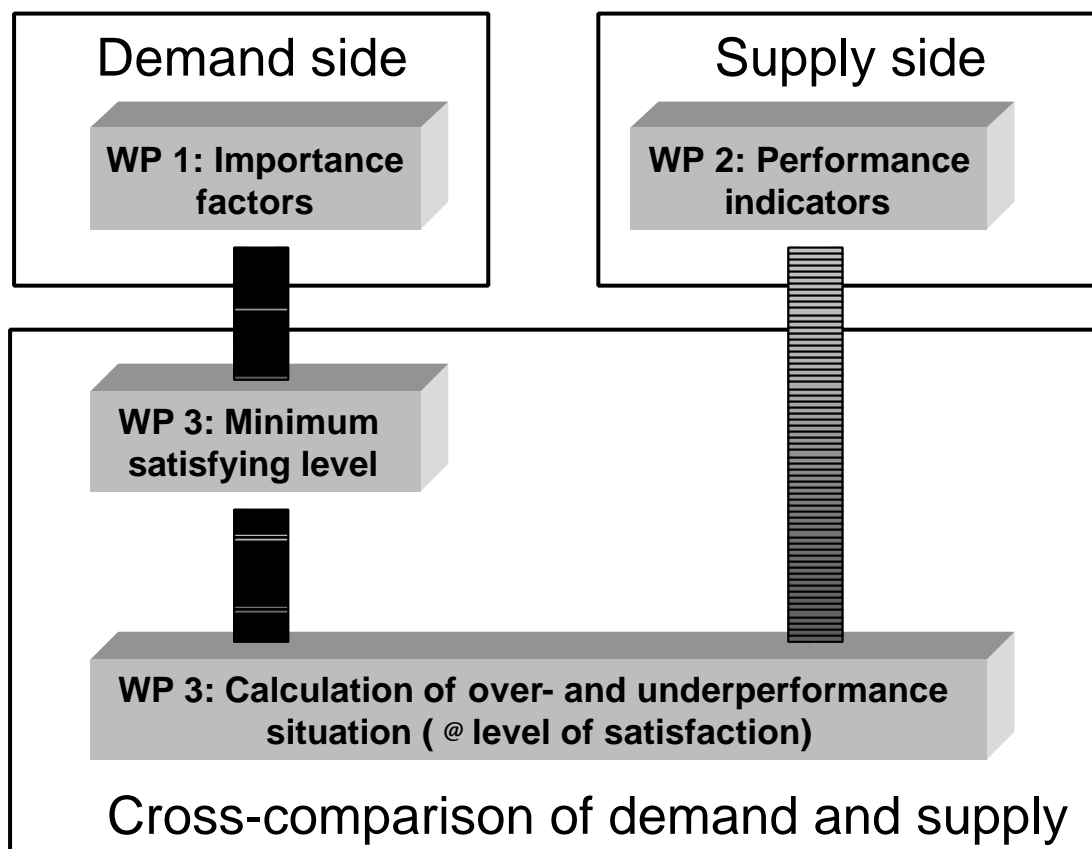 Demand side
Supply side
WP 1: Importance
factors
WP 2: Performance
indicators
WP 3: Minimum
satisfying level
WP 3: Calculation of over- and underperformance
situation ( @ level of satisfaction)
Cross-comparison of demand and supply